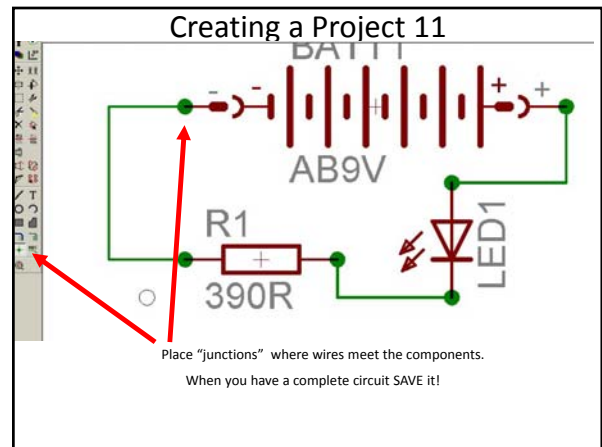 Creating a Project 11
BATT1
- - + +
AB9V
R1
390R
LED1
Place “junctions” where wires meet the components.
When you have a complete circuit SAVE it!